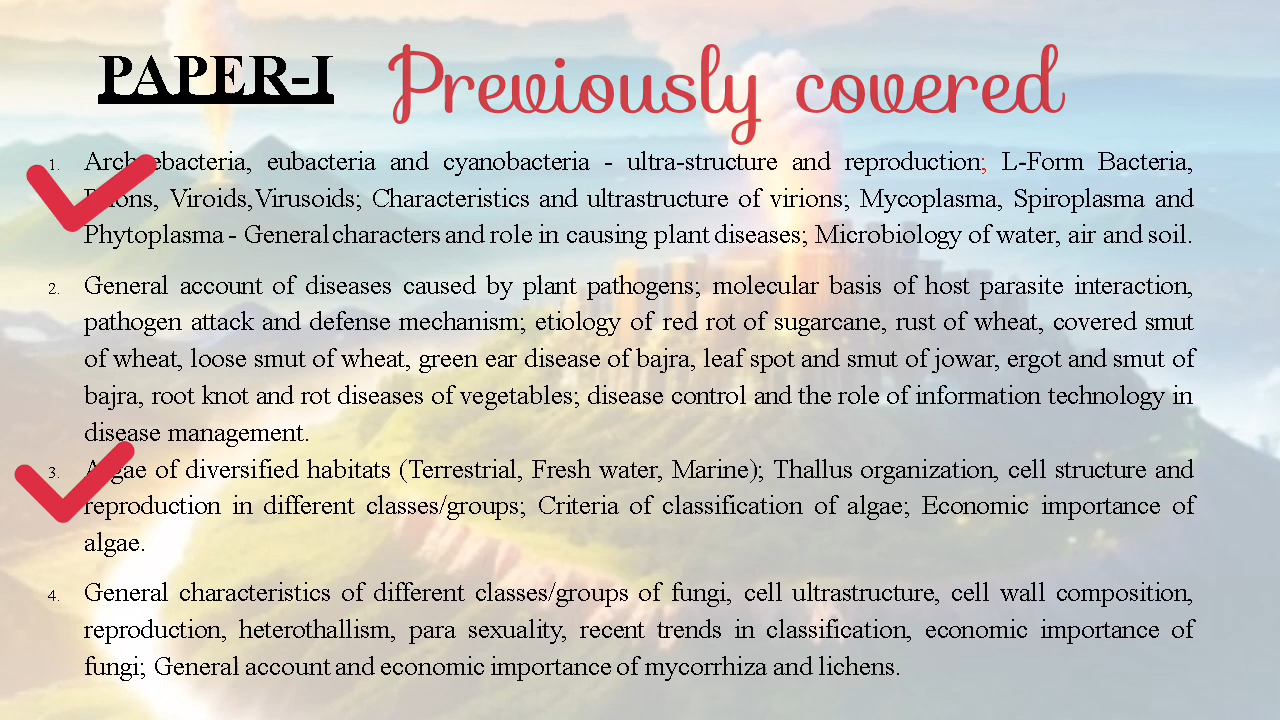 PAPER-I Previously covered
1. Archaebacteria, eubacteria and cyanobacteria - ultra-structure and reproduction; L-Form Bacteria,
Viroids,Virusoids; Characteristics and ultrastructure of virions; Mycoplasma, Spiroplasma and
Phytoplasma - General characters and role in causing plant diseases; Microbiology of water, air and soil.
2. General account of diseases caused by plant pathogens; molecular basis of host parasite interaction,
pathogen attack and defense mechanism; etiology of red rot of sugarcane, rust of wheat, covered smut
of wheat, loose smut of wheat, green ear disease of bajra, leaf spot and smut of jowar, ergot and smut of
bajra, root knot and rot diseases of vegetables; disease control and the role of information technology in
disease management.
3. Algae of diversified habitats (Terrestrial, Fresh water, Marine); Thallus organization, cell structure and
reproduction in different classes/groups; Criteria of classification of algae; Economic importance of
algae.
4. General characteristics of different classes/groups of fungi, cell ultrastructure, cell wall composition,
reproduction, heterothallism, para sexuality, recent trends in classification, economic importance of
fungi; General account and economic importance of mycorrhiza and lichens.